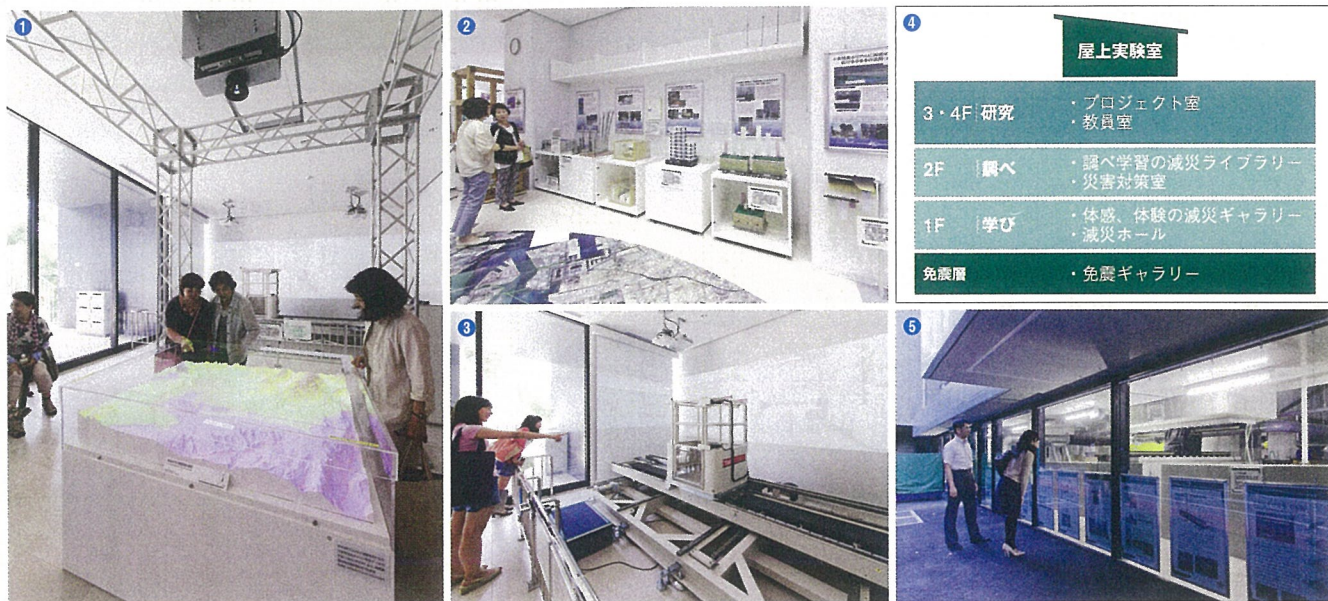 1
2
3
4
屋上実験室
3・4F 研究
・プロジェクト室
・教員室
2F 調べ
・調べ学習の減災ライブラリー
・災害対策室
1F 学び
・体感、体験の減災ギャラリー
・減災ホール
免震層
・免震ギャラリー
5